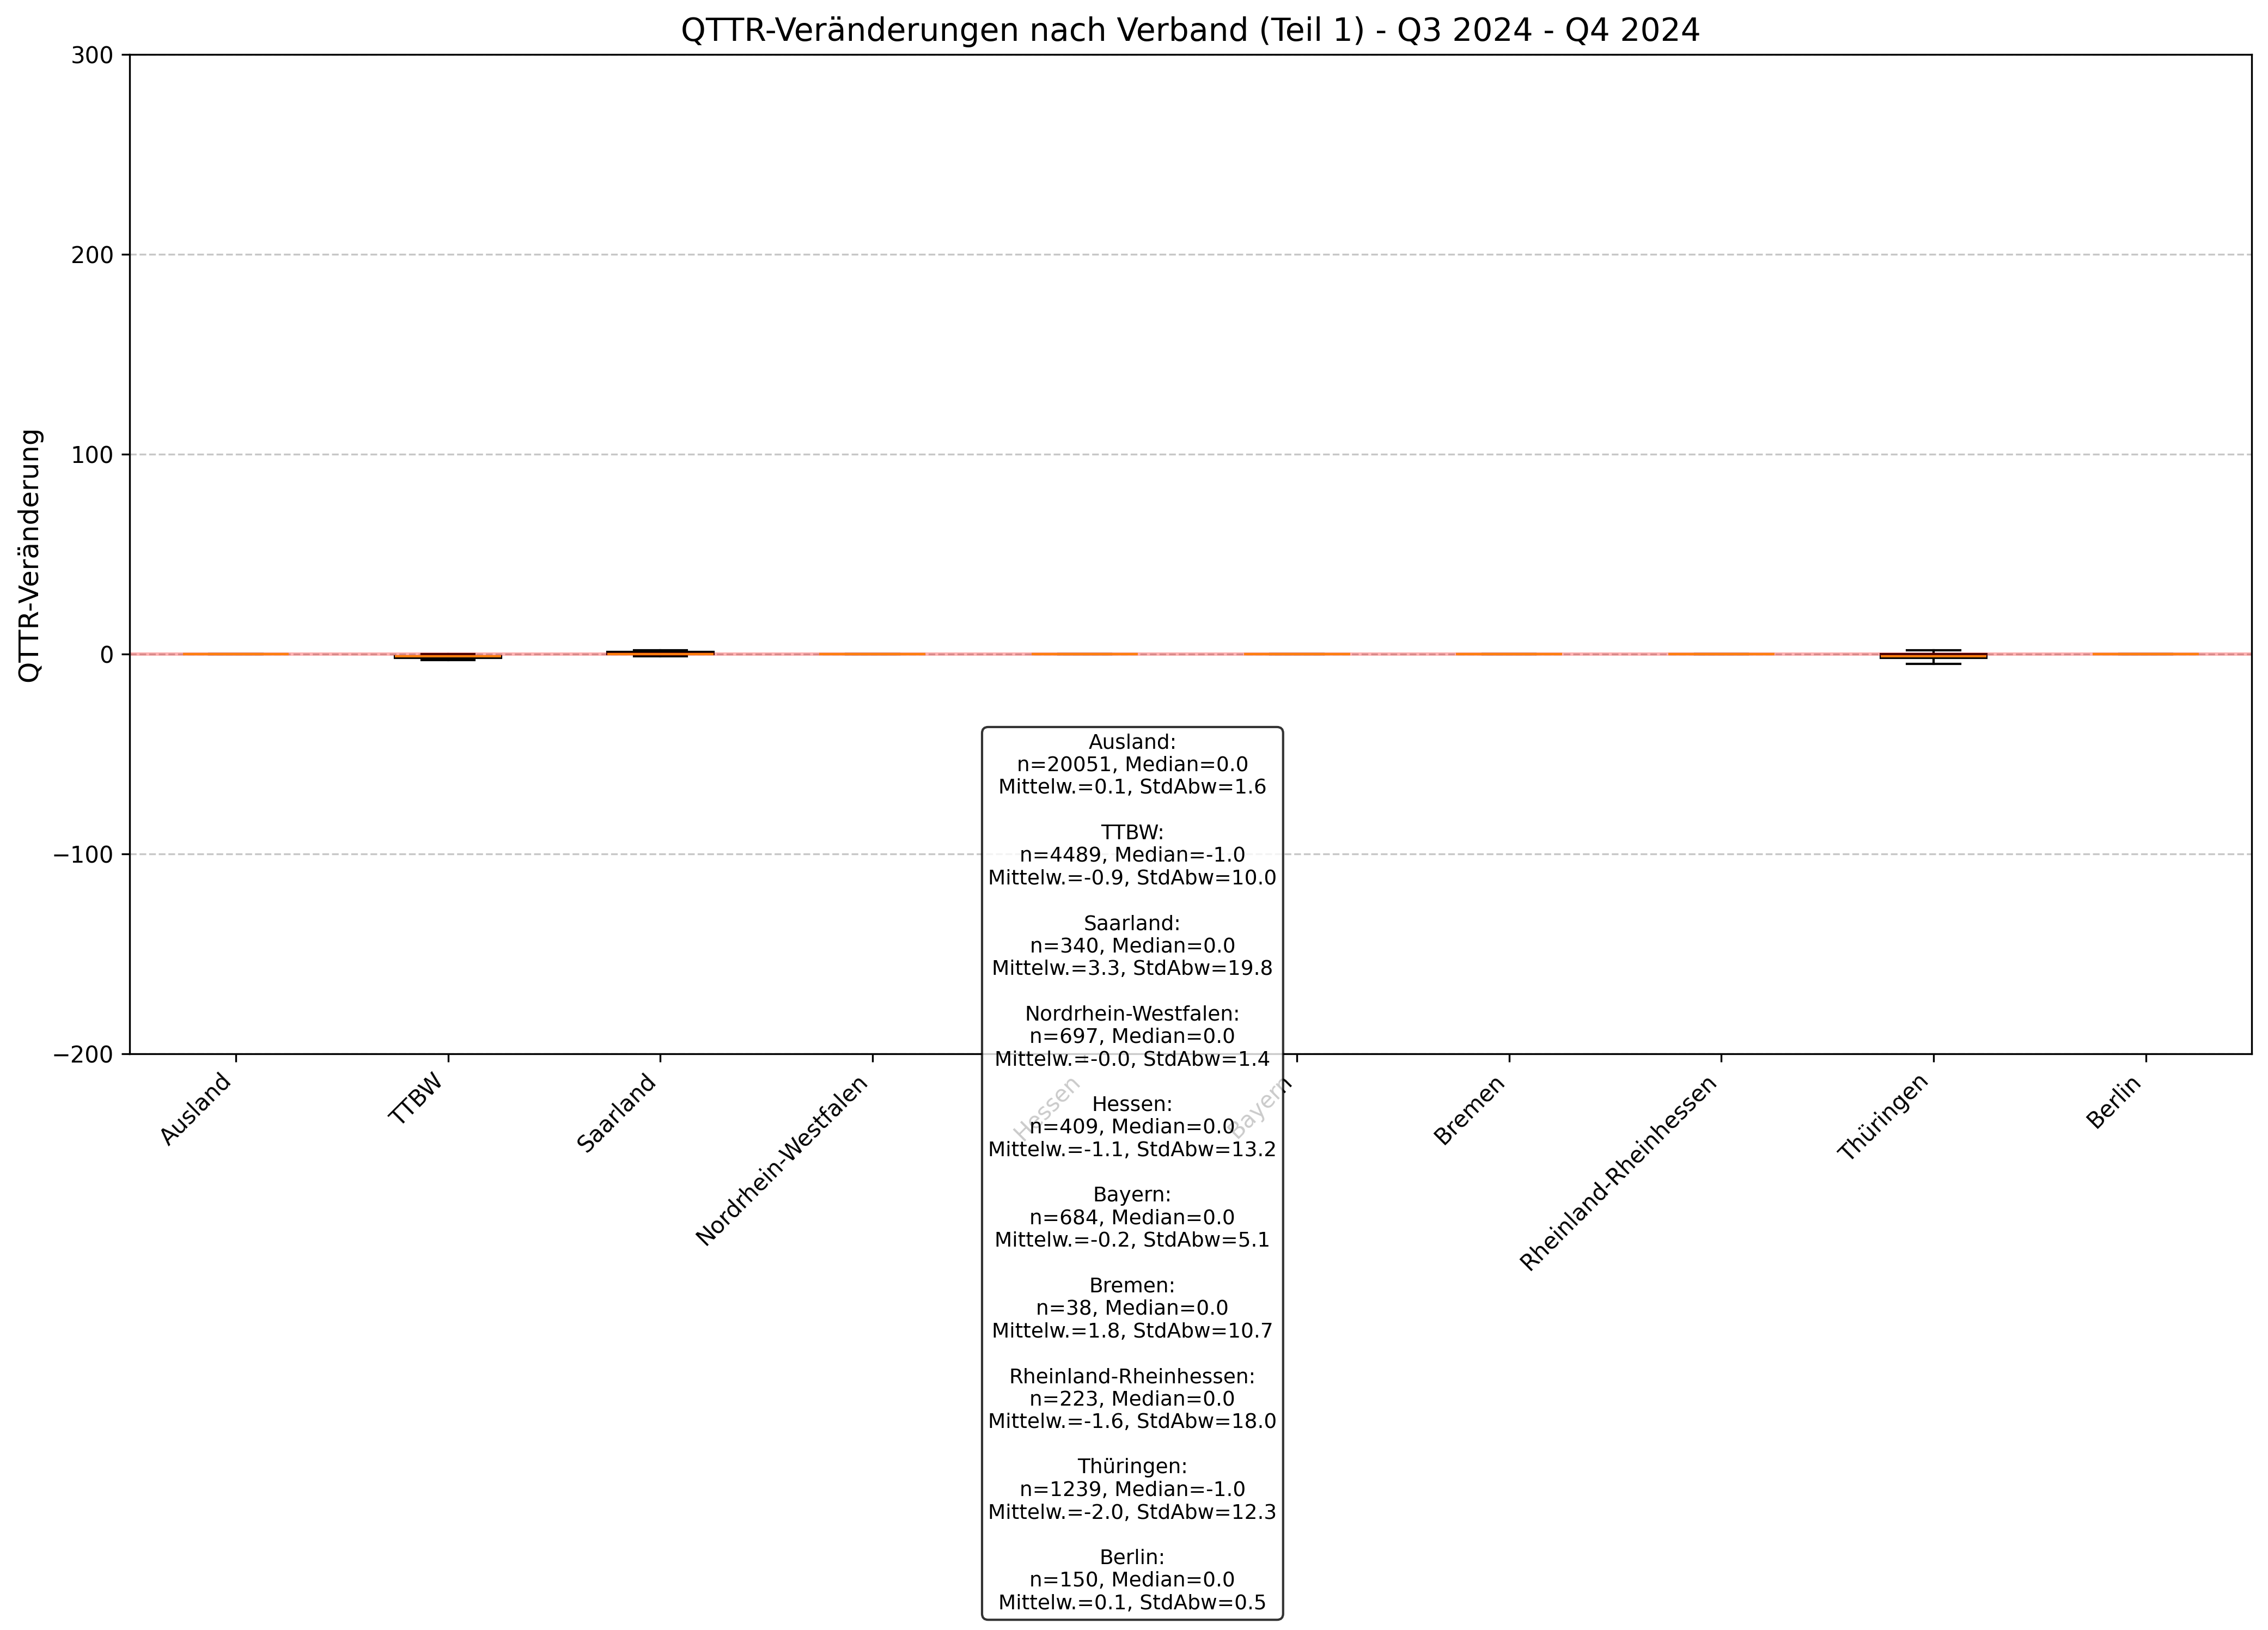 QTTR-Veränderungen nach Verband (Teil 1) - Q3 2024 - Q4 2024
QTTR-Veränderung
300
200
100
0
−100
−200
Ausland
TTBW
Saarland
Nordrhein-Westfalen
Hessen
Bayern
Bremen
Rheinland-Rheinhessen
Thüringen
Berlin
Ausland:
n=20051, Median=0.0
Mittelw.=0.1, StdAbw=1.6
TTBW:
n=4489, Median=-1.0
Mittelw.=-0.9, StdAbw=10.0
Saarland:
n=340, Median=0.0
Mittelw.=3.3, StdAbw=19.8
Nordrhein-Westfalen:
n=697, Median=0.0
Mittelw.=-0.0, StdAbw=1.4
Hessen:
n=409, Median=0.0
Mittelw.=-1.1, StdAbw=13.2
Bayern:
n=684, Median=0.0
Mittelw.=-0.2, StdAbw=5.1
Bremen:
n=38, Median=0.0
Mittelw.=1.8, StdAbw=10.7
Rheinland-Rheinhessen:
n=223, Median=0.0
Mittelw.=-1.6, StdAbw=18.0
Thüringen:
n=1239, Median=-1.0
Mittelw.=-2.0, StdAbw=12.3
Berlin:
n=150, Median=0.0
Mittelw.=0.1, StdAbw=0.5